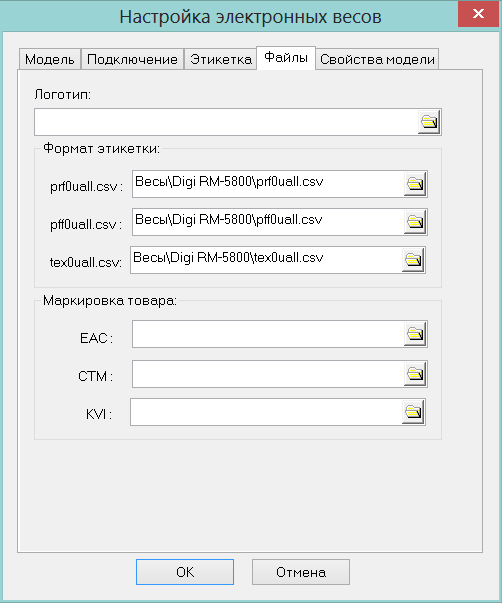 Настройка электронных весов
Модель Подключение Этикетка Файлы Свойства модели
Логотип:
Формат этикетки:
prf0uall.csv : Весы\Digi RM-5800\prf0uall.csv
pff0uall.csv : Весы\Digi RM-5800\pff0uall.csv
tex0uall.csv: Весы\Digi RM-5800\tex0uall.csv
Маркировка товара:
EAC :
СТМ :
KVI :
OK Отмена